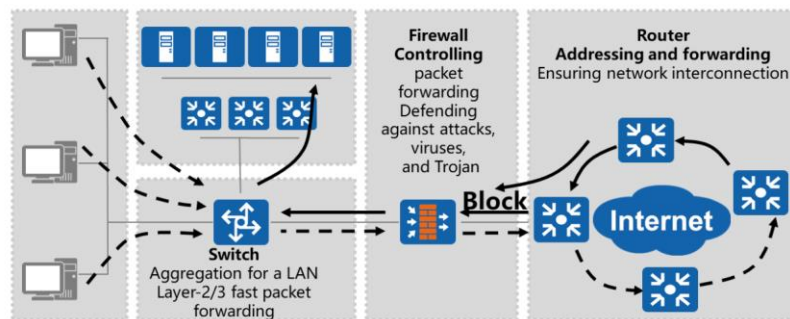 Firewall
Controlling
packet
forwarding
Defending
against attacks,
viruses,
and Trojan
Router
Addressing and forwarding
Ensuring network interconnection
Block
Internet
Switch
Aggregation for a LAN
Layer-2/3 fast packet
forwarding